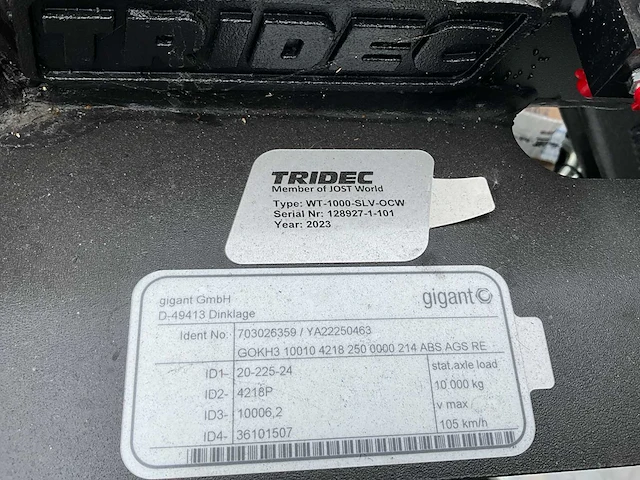 TRIDEC
TRIDEC
Member of JOST World
Type: WT-1000-SLV-OCW
Serial Nr: 128927-1-101
Year: 2023
gigant GmbH
D-49413 Dinklage
gigant
Ident No: 703026359 / YA22250463
GOKH3 10010 4218 250 0000 214 ABS AGS RE
ID1- 20-225-24 stat.axle load
ID2- 4218P 10.000 kg
ID3- 10006,2 v max
ID4- 36101507 105 km/h